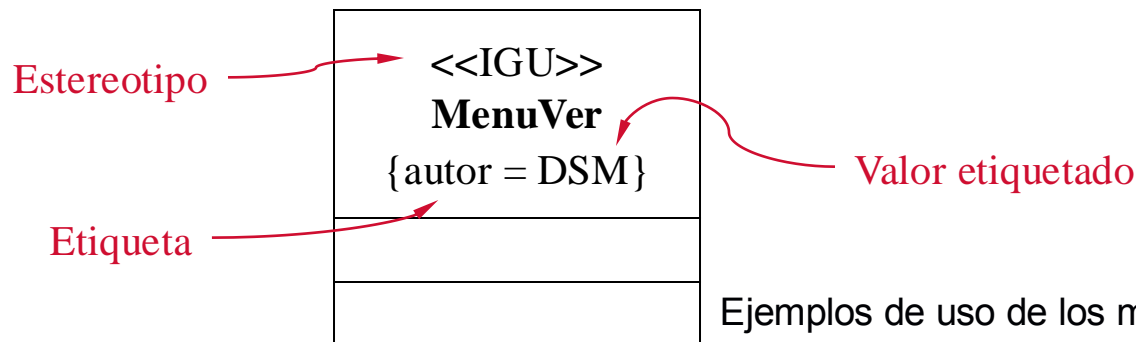 Estereotipo
<<IGU>>
MenuVer
{autor = DSM}
Valor etiquetado
Etiqueta
Ejemplos de uso de los m